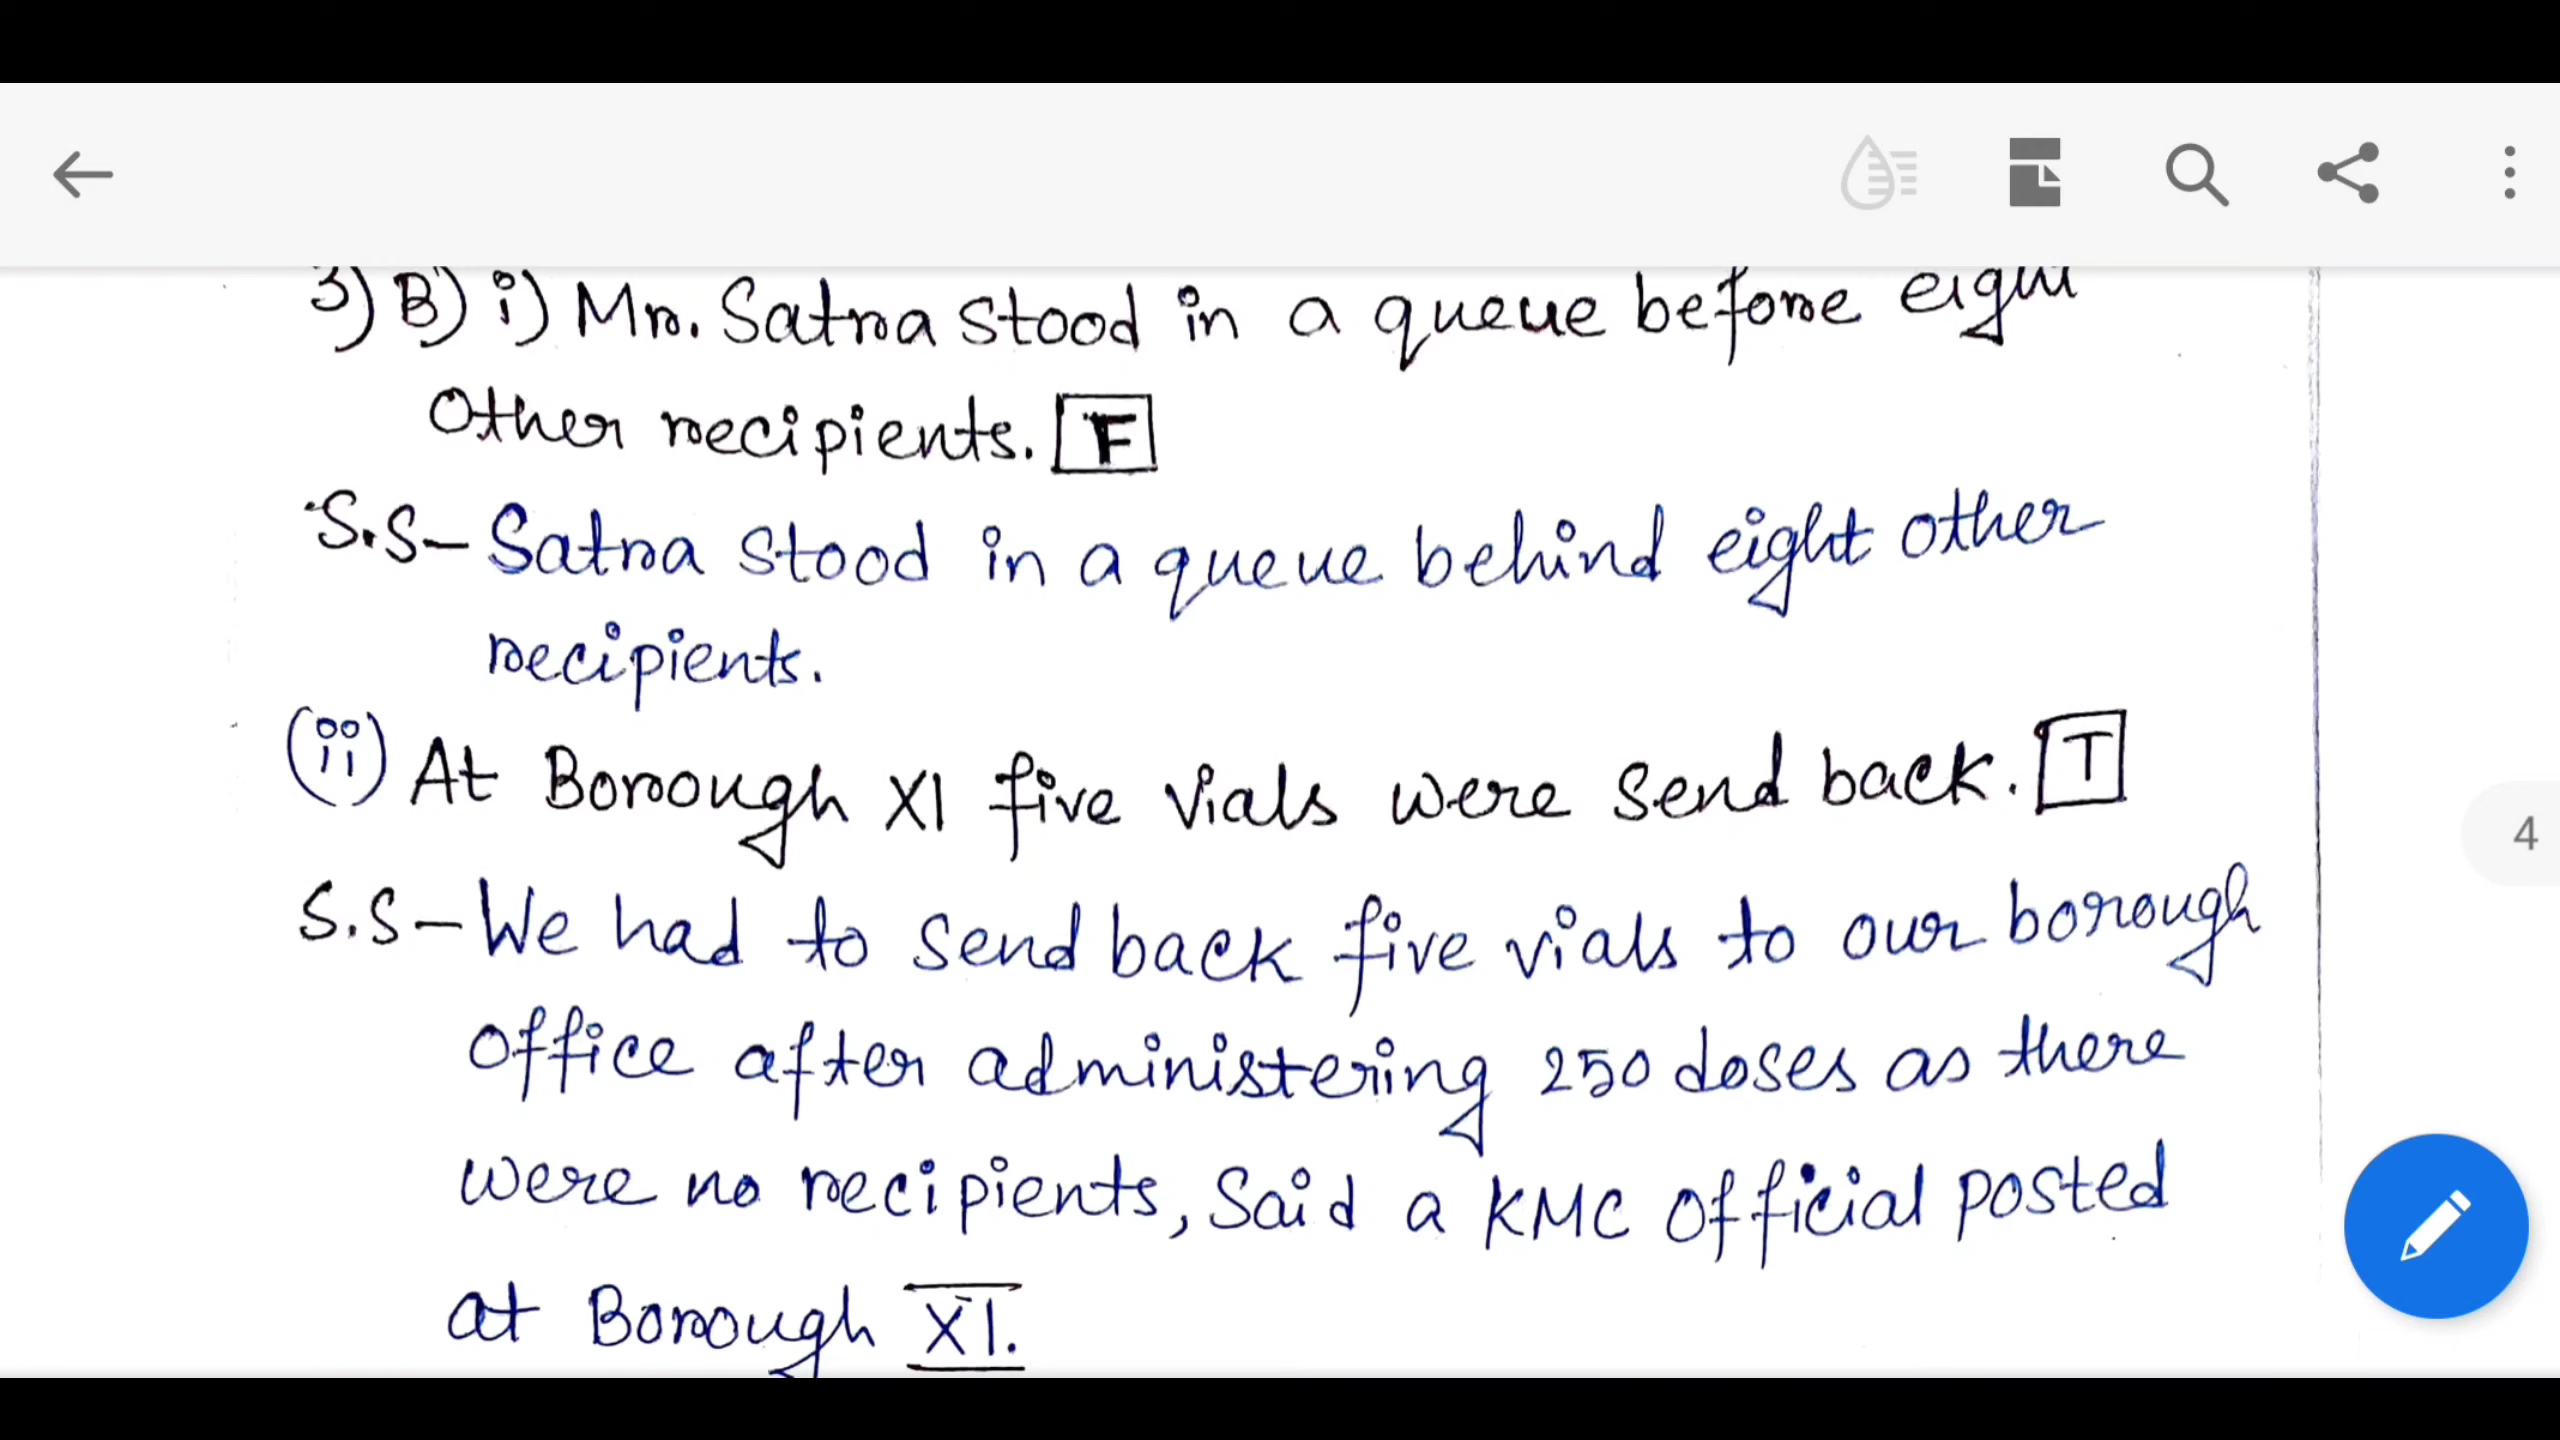 3) B) i) Mr. Satra stood in a queue before eight
other recipients. F
S.S- Satra stood in a queue behind eight other
recipients.
(ii) At Borough XI five vials were send back. T
S.S- We had to send back five vials to our borough
office after administering 250 doses as there
were no recipients, said a KMC official posted
at Borough XI.
4